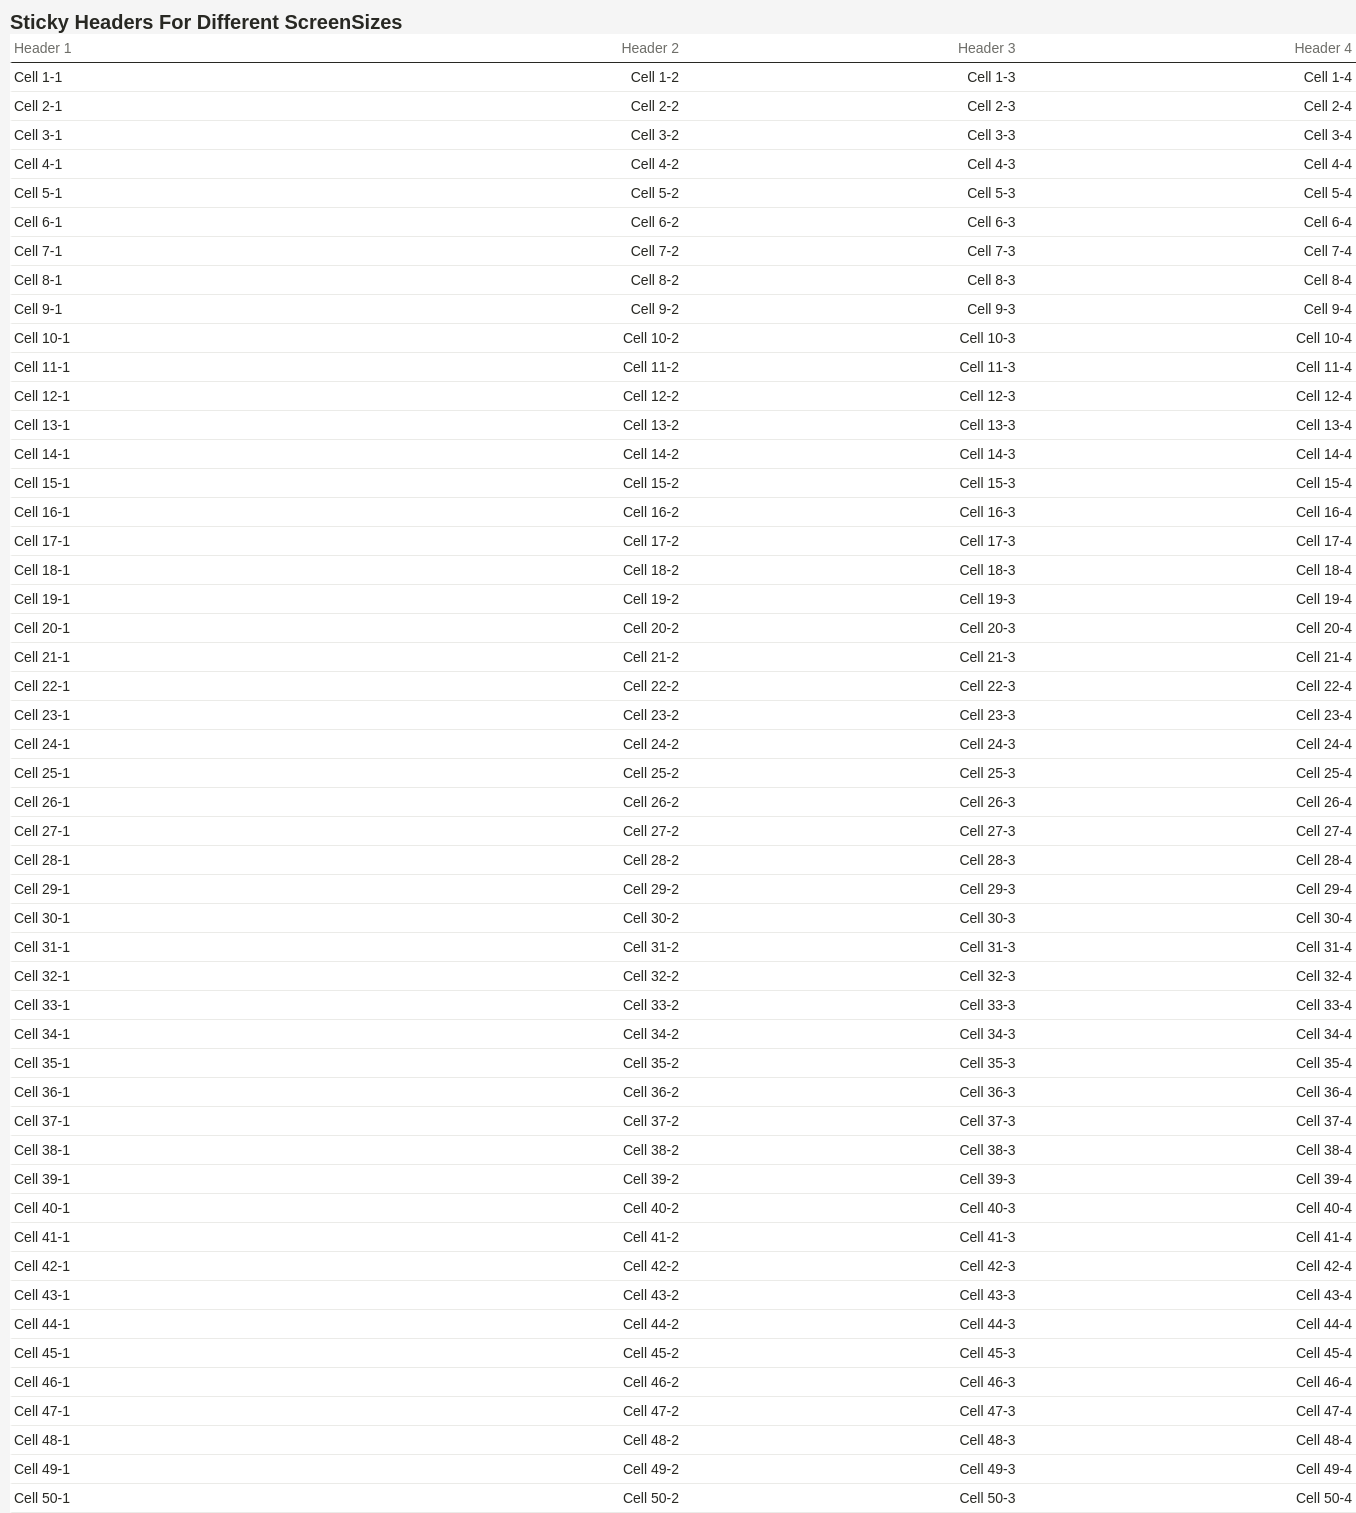 Sticky Headers For Different ScreenSizes
Header 1 Header 2 Header 3 Header 4
Cell 1-1 Cell 1-2 Cell 1-3 Cell 1-4
Cell 2-1 Cell 2-2 Cell 2-3 Cell 2-4
Cell 3-1 Cell 3-2 Cell 3-3 Cell 3-4
Cell 4-1 Cell 4-2 Cell 4-3 Cell 4-4
Cell 5-1 Cell 5-2 Cell 5-3 Cell 5-4
Cell 6-1 Cell 6-2 Cell 6-3 Cell 6-4
Cell 7-1 Cell 7-2 Cell 7-3 Cell 7-4
Cell 8-1 Cell 8-2 Cell 8-3 Cell 8-4
Cell 9-1 Cell 9-2 Cell 9-3 Cell 9-4
Cell 10-1 Cell 10-2 Cell 10-3 Cell 10-4
Cell 11-1 Cell 11-2 Cell 11-3 Cell 11-4
Cell 12-1 Cell 12-2 Cell 12-3 Cell 12-4
Cell 13-1 Cell 13-2 Cell 13-3 Cell 13-4
Cell 14-1 Cell 14-2 Cell 14-3 Cell 14-4
Cell 15-1 Cell 15-2 Cell 15-3 Cell 15-4
Cell 16-1 Cell 16-2 Cell 16-3 Cell 16-4
Cell 17-1 Cell 17-2 Cell 17-3 Cell 17-4
Cell 18-1 Cell 18-2 Cell 18-3 Cell 18-4
Cell 19-1 Cell 19-2 Cell 19-3 Cell 19-4
Cell 20-1 Cell 20-2 Cell 20-3 Cell 20-4
Cell 21-1 Cell 21-2 Cell 21-3 Cell 21-4
Cell 22-1 Cell 22-2 Cell 22-3 Cell 22-4
Cell 23-1 Cell 23-2 Cell 23-3 Cell 23-4
Cell 24-1 Cell 24-2 Cell 24-3 Cell 24-4
Cell 25-1 Cell 25-2 Cell 25-3 Cell 25-4
Cell 26-1 Cell 26-2 Cell 26-3 Cell 26-4
Cell 27-1 Cell 27-2 Cell 27-3 Cell 27-4
Cell 28-1 Cell 28-2 Cell 28-3 Cell 28-4
Cell 29-1 Cell 29-2 Cell 29-3 Cell 29-4
Cell 30-1 Cell 30-2 Cell 30-3 Cell 30-4
Cell 31-1 Cell 31-2 Cell 31-3 Cell 31-4
Cell 32-1 Cell 32-2 Cell 32-3 Cell 32-4
Cell 33-1 Cell 33-2 Cell 33-3 Cell 33-4
Cell 34-1 Cell 34-2 Cell 34-3 Cell 34-4
Cell 35-1 Cell 35-2 Cell 35-3 Cell 35-4
Cell 36-1 Cell 36-2 Cell 36-3 Cell 36-4
Cell 37-1 Cell 37-2 Cell 37-3 Cell 37-4
Cell 38-1 Cell 38-2 Cell 38-3 Cell 38-4
Cell 39-1 Cell 39-2 Cell 39-3 Cell 39-4
Cell 40-1 Cell 40-2 Cell 40-3 Cell 40-4
Cell 41-1 Cell 41-2 Cell 41-3 Cell 41-4
Cell 42-1 Cell 42-2 Cell 42-3 Cell 42-4
Cell 43-1 Cell 43-2 Cell 43-3 Cell 43-4
Cell 44-1 Cell 44-2 Cell 44-3 Cell 44-4
Cell 45-1 Cell 45-2 Cell 45-3 Cell 45-4
Cell 46-1 Cell 46-2 Cell 46-3 Cell 46-4
Cell 47-1 Cell 47-2 Cell 47-3 Cell 47-4
Cell 48-1 Cell 48-2 Cell 48-3 Cell 48-4
Cell 49-1 Cell 49-2 Cell 49-3 Cell 49-4
Cell 50-1 Cell 50-2 Cell 50-3 Cell 50-4